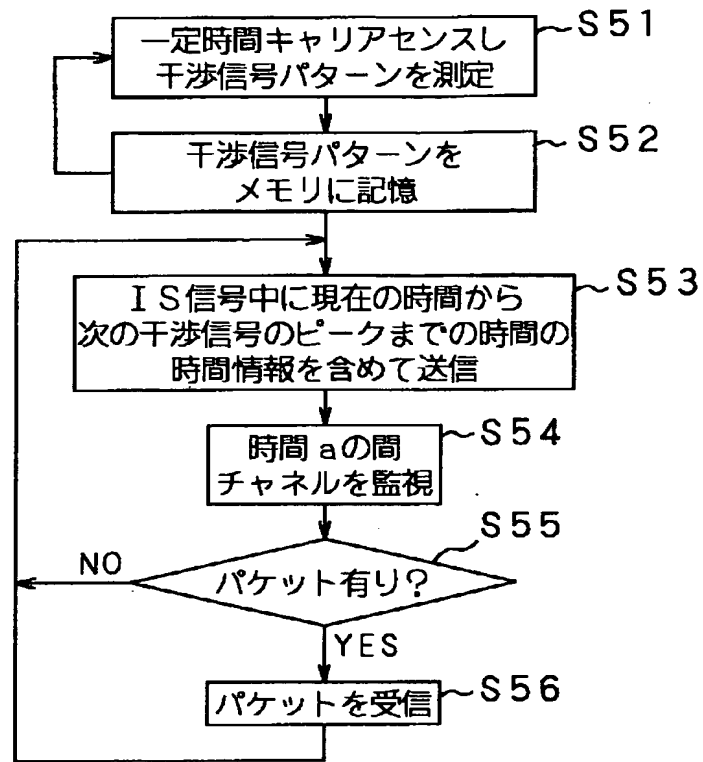 一定時間キャリアセンスし
干渉信号パターンを測定
S51
干渉信号パターンを
メモリに記憶
S52
IS信号中に現在の時間から
次の干渉信号のピークまでの時間の
時間情報を含めて送信
S53
時間aの間
チャネルを監視
S54
S55
パケット有り?
NO
YES
パケットを受信
S56